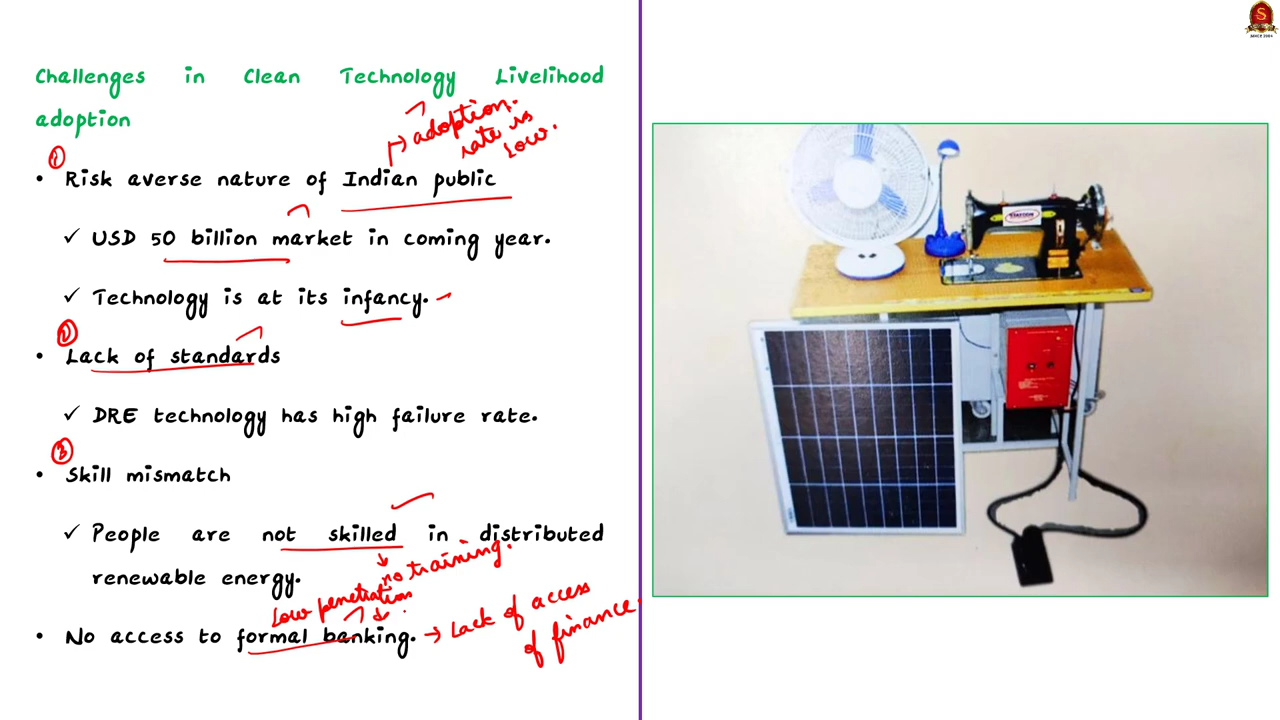 Challenges in Clean Technology Livelihood
adoption
→ adoption.
rate is
low.
①
• Risk averse nature of Indian public
✓ USD 50 billion market in coming year.
✓ Technology is at its infancy.
②
• Lack of standards
✓ DRE technology has high failure rate.
③
• Skill mismatch
✓ People are not skilled in distributed
renewable energy.
↓ no training.
Low penetration
• No access to formal banking. → Lack of access
of finance.
S
SINCE 2004